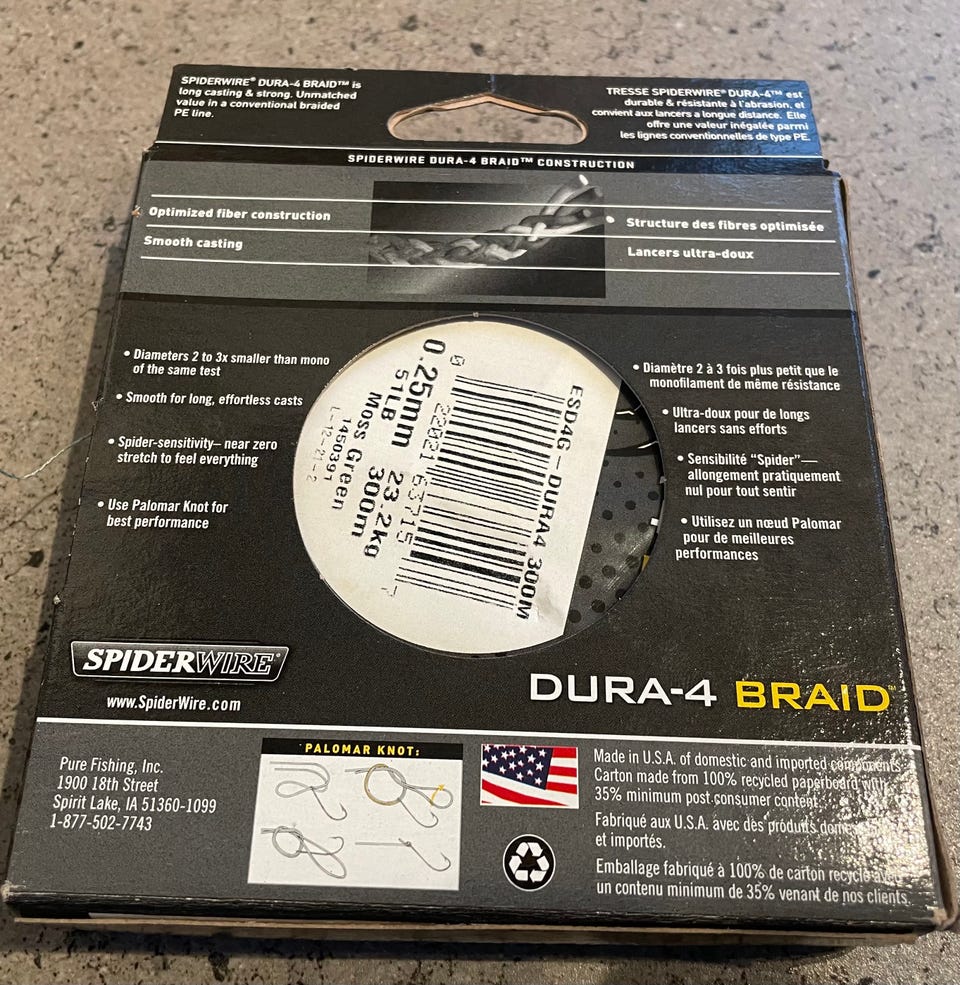 SPIDERWIRE® DURA-4 BRAID™ is
long casting & strong. Unmatched
value in a conventional braided
PE line.
TRESSE SPIDERWIRE® DURA-4™ est
durable & résistante à l'abrasion, et
convient aux lancers a longue distance. Elle
offre une valeur inégalée parmi
les lignes conventionnelles de type PE.
SPIDERWIRE DURA-4 BRAID™ CONSTRUCTION
Optimized fiber construction
Smooth casting
Structure des fibres optimisée
Lancers ultra-doux
• Diameters 2 to 3x smaller than mono
of the same test
• Smooth for long, effortless casts
• Spider-sensitivity– near zero
stretch to feel everything
• Use Palomar Knot for
best performance
ESD4G - DURA4 300M
0 22021 63715 7
0.25mm 300m
51LB 23.2kg
Moss Green
1450391
L-12-21-2
• Diamètre 2 à 3 fois plus petit que le
monofilament de même résistance
• Ultra-doux pour de longs
lancers sans efforts
• Sensibilité “Spider”—
allongement pratiquement
nul pour tout sentir
• Utilisez un nœud Palomar
pour de meilleures
performances
SPIDERWIRE®
www.SpiderWire.com
DURA-4 BRAID™
Pure Fishing, Inc.
1900 18th Street
Spirit Lake, IA 51360-1099
1-877-502-7743
PALOMAR KNOT:
Made in U.S.A. of domestic and imported components.
Carton made from 100% recycled paperboard with
35% minimum post consumer content.
Fabriqué aux U.S.A. avec des produits
et importés.
Emballage fabriqué à 100% de carton recyclé avec
un contenu minimum de 35% venant de nos clients.